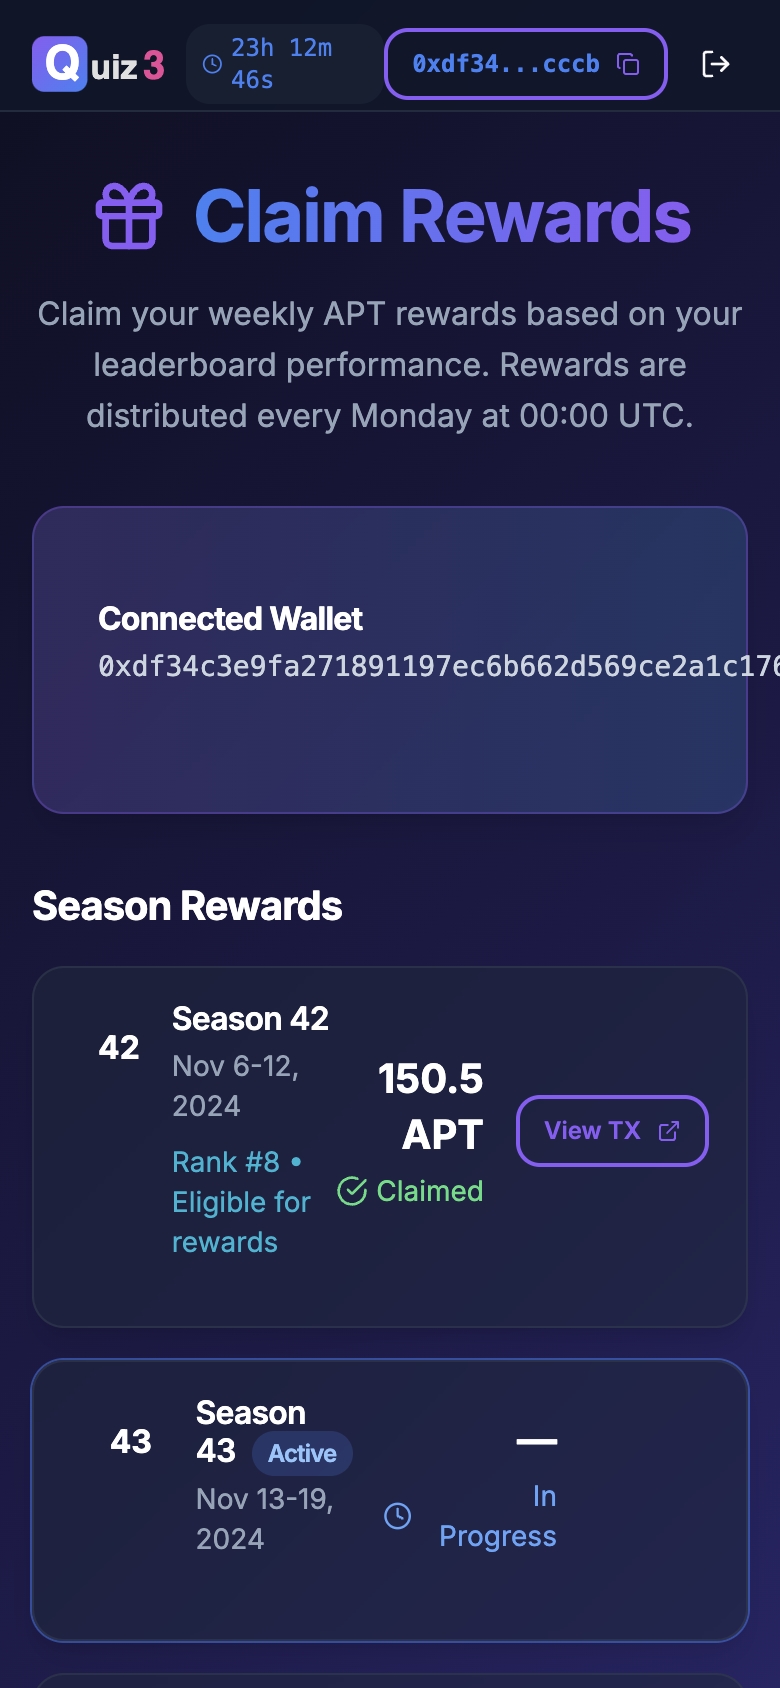 Quiz3
23h 12m
46s
0xdf34...cccb
Claim Rewards
Claim your weekly APT rewards based on your
leaderboard performance. Rewards are
distributed every Monday at 00:00 UTC.
Connected Wallet
0xdf34c3e9fa271891197ec6b662d569ce2a1c176
Season Rewards
42
Season 42
Nov 6-12,
2024
Rank #8 •
Eligible for
rewards
150.5
APT
Claimed
View TX
43
Season
43 Active
Nov 13-19,
2024
—
In
Progress